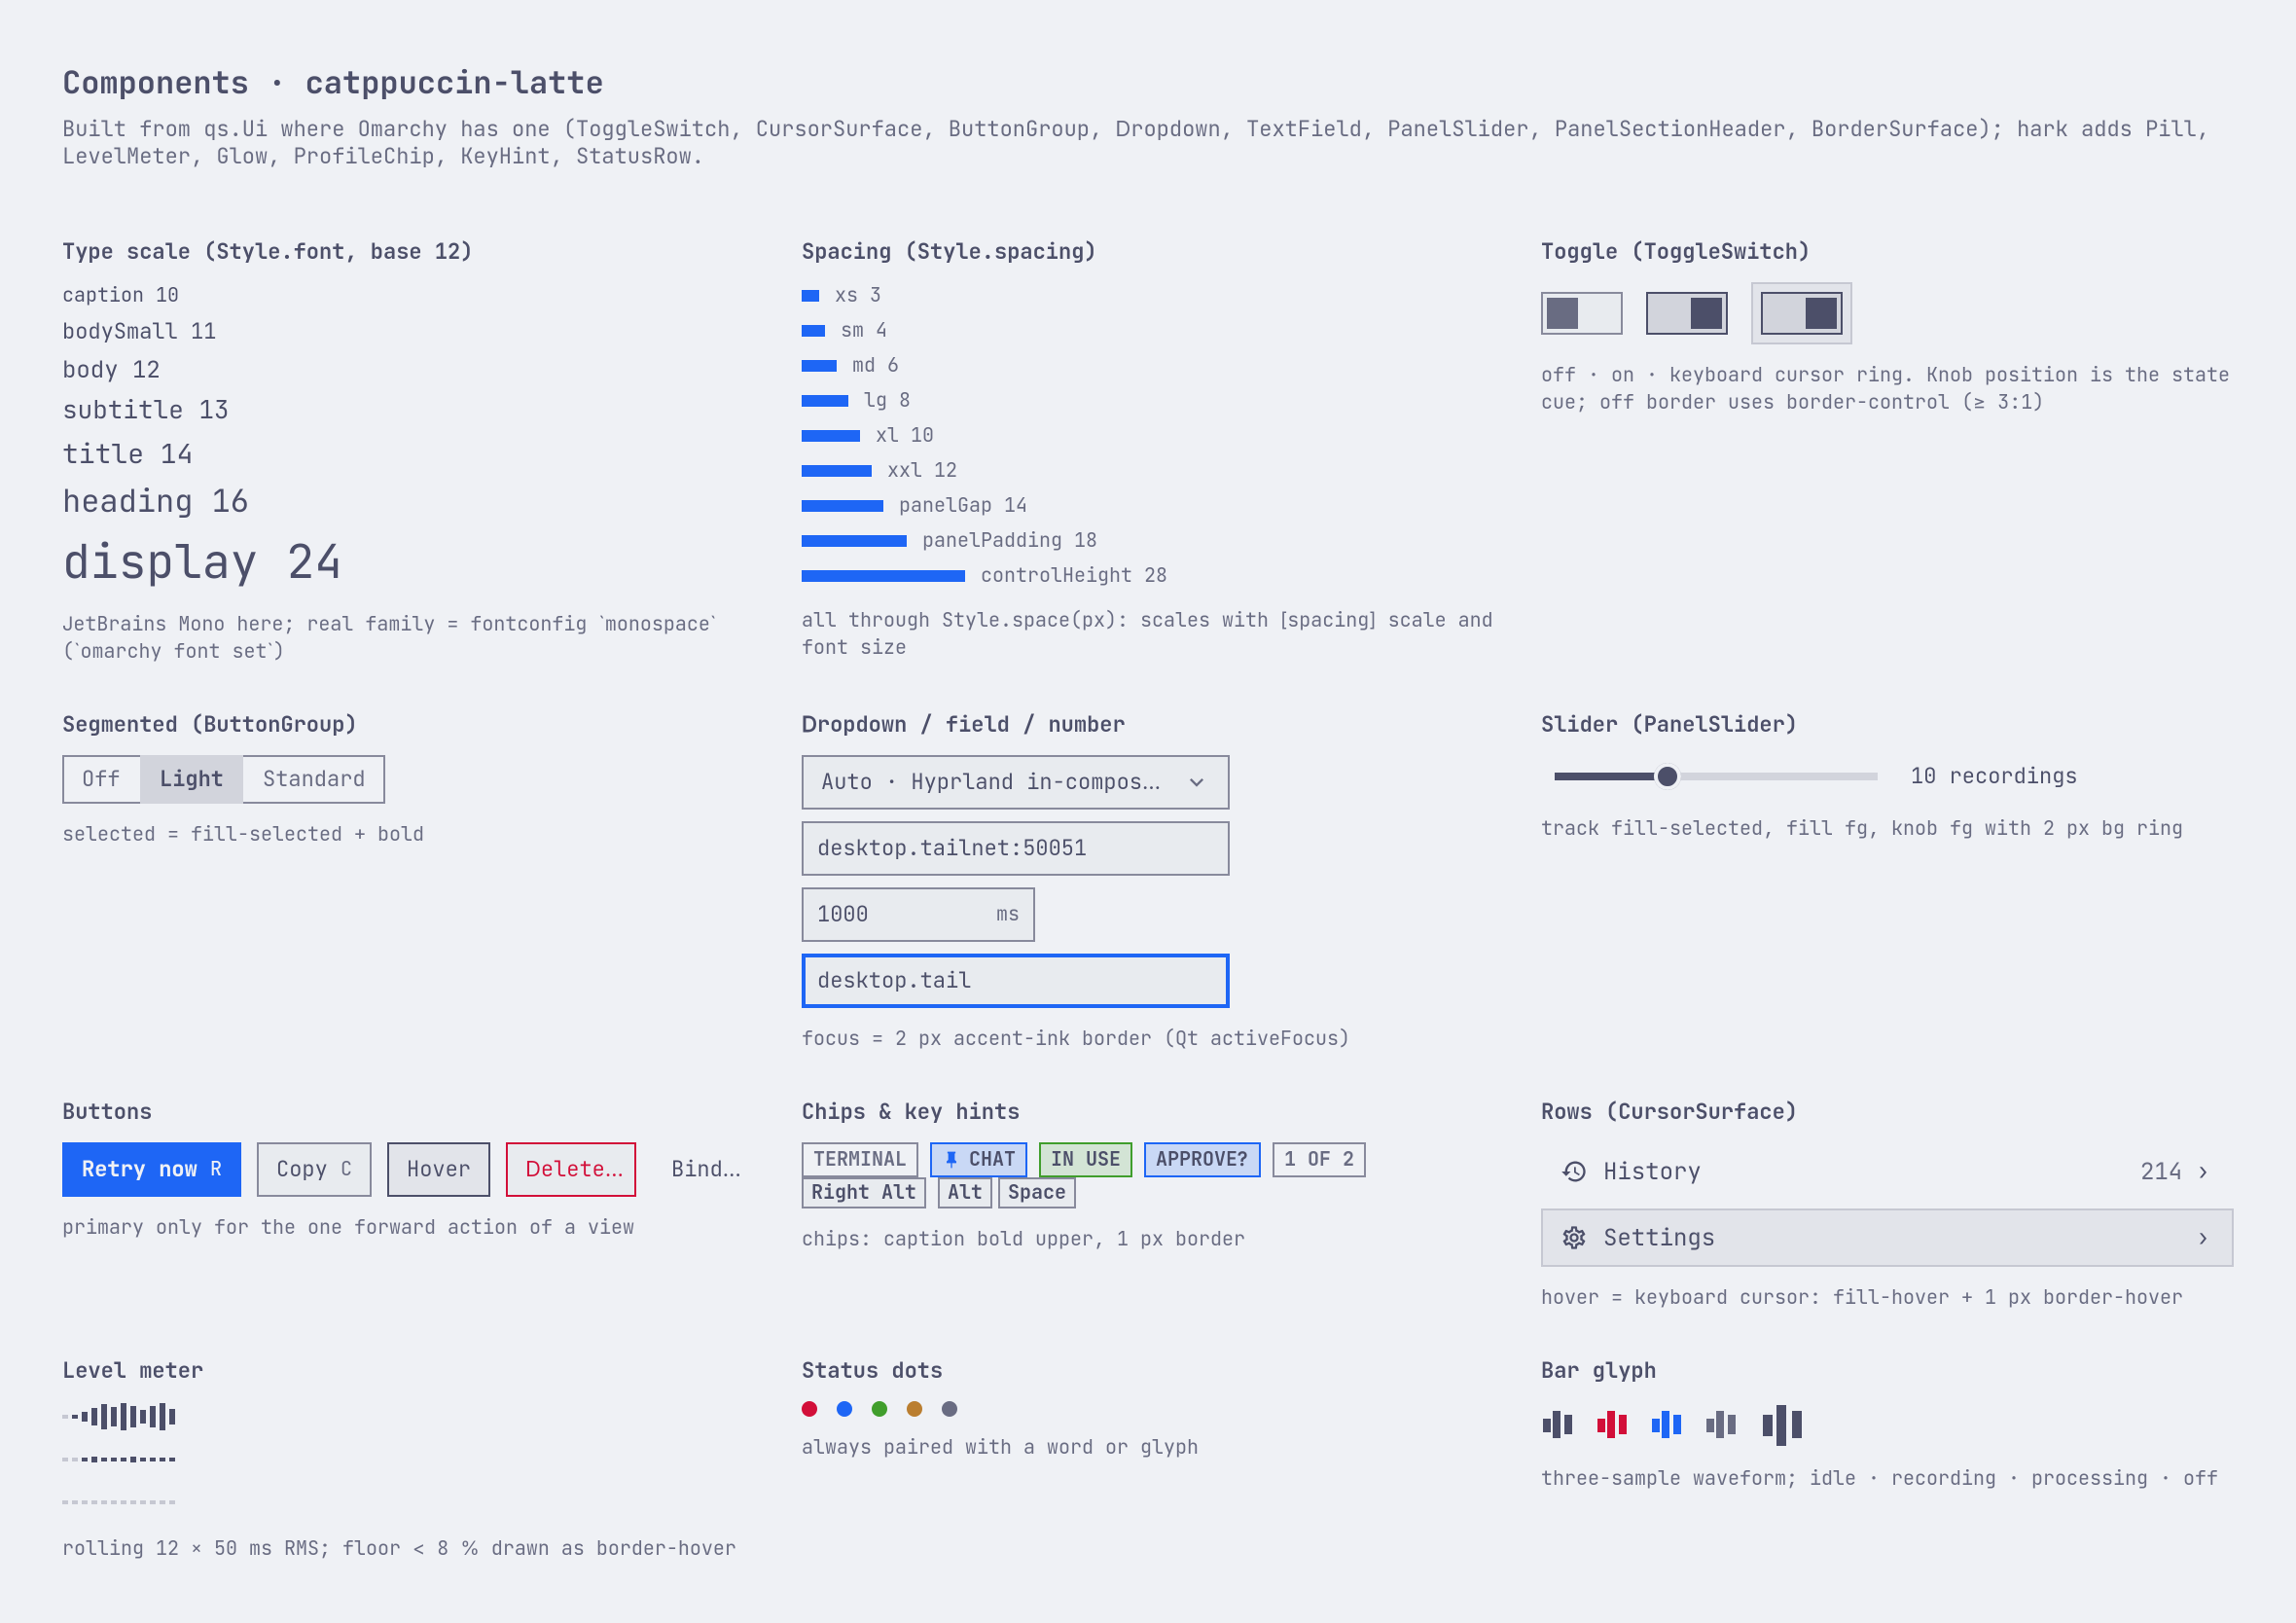 Components · catppuccin-latte
Built from qs.Ui where Omarchy has one (ToggleSwitch, CursorSurface, ButtonGroup, Dropdown, TextField, PanelSlider, PanelSectionHeader, BorderSurface); hark adds Pill,
LevelMeter, Glow, ProfileChip, KeyHint, StatusRow.
Type scale (Style.font, base 12)
caption 10
bodySmall 11
body 12
subtitle 13
title 14
heading 16
display 24
JetBrains Mono here; real family = fontconfig `monospace`
(`omarchy font set`)
Spacing (Style.spacing)
xs 3
sm 4
md 6
lg 8
xl 10
xxl 12
panelGap 14
panelPadding 18
controlHeight 28
all through Style.space(px): scales with [spacing] scale and
font size
Toggle (ToggleSwitch)
off · on · keyboard cursor ring. Knob position is the state
cue; off border uses border-control (≥ 3:1)
Segmented (ButtonGroup)
Off Light Standard
selected = fill-selected + bold
Dropdown / field / number
Auto · Hyprland in-compos…
desktop.tailnet:50051
1000 ms
desktop.tail
focus = 2 px accent-ink border (Qt activeFocus)
Slider (PanelSlider)
10 recordings
track fill-selected, fill fg, knob fg with 2 px bg ring
Buttons
Retry now R Copy C Hover Delete… Bind…
primary only for the one forward action of a view
Chips & key hints
TERMINAL CHAT IN USE APPROVE? 1 OF 2
Right Alt Alt Space
chips: caption bold upper, 1 px border
Rows (CursorSurface)
History 214 ›
Settings ›
hover = keyboard cursor: fill-hover + 1 px border-hover
Level meter
rolling 12 × 50 ms RMS; floor < 8 % drawn as border-hover
Status dots
always paired with a word or glyph
Bar glyph
three-sample waveform; idle · recording · processing · off